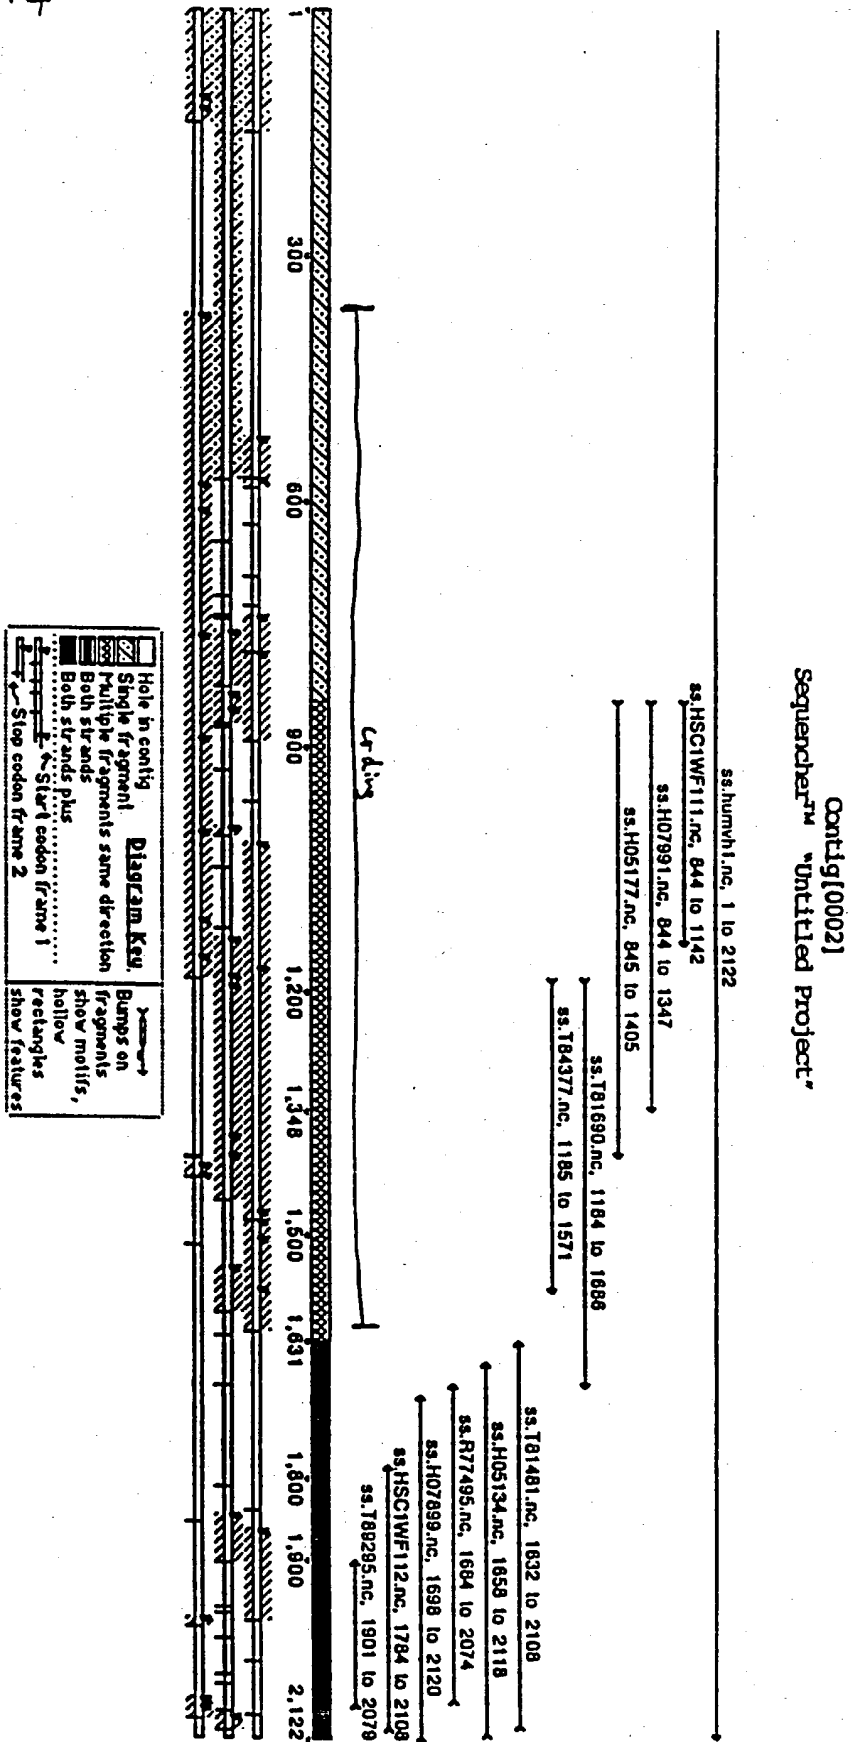 Contig[0002]
Sequencher™ "Untitled Project"
ss.humvh1.nc, 1 to 2122
ss.HSC1WF111.nc, 844 to 1142
ss.H07991.nc, 844 to 1347
ss.H05177.nc, 845 to 1405
ss.T81690.nc, 1184 to 1686
ss.T84377.nc, 1185 to 1571
ss.T81481.nc, 1632 to 2108
ss.H05134.nc, 1658 to 2118
ss.R77495.nc, 1684 to 2074
ss.H07899.nc, 1698 to 2120
ss.HSC1WF112.nc, 1784 to 2108
ss.T89295.nc, 1901 to 2079
coding
1 300 600 900 1,200 1,348 1,500 1,631 1,800 1,900 2,122
Diagram Key
Hole in contig
Single fragment
Multiple fragments same direction
Both strands
Both strands plus
Start codon frame 1
Stop codon frame 2
Bumps on
fragments
show motifs,
hollow
rectangles
show features